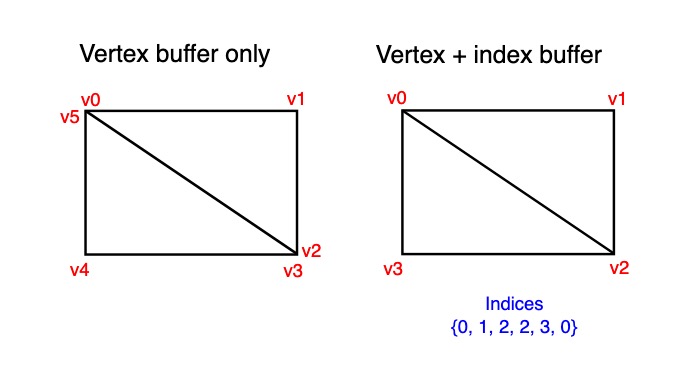 Vertex buffer only
v0
v5
v1
v2
v4
v3
Vertex + index buffer
v0
v1
v3
v2
Indices
{0, 1, 2, 2, 3, 0}